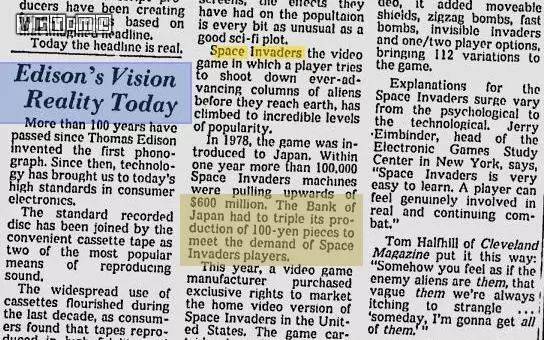 ducers have been creating
VGTIME
based on
headline.
Today the headline is real.
Edison's Vision
Reality Today
More than 100 years have
passed since Thomas Edison
invented the first phono-
graph. Since then, technolo-
gy has brought us to today's
high standards in consumer
electronics.
The standard recorded
disc has been joined by the
convenient cassette tape as
two of the most popular
means of reproducing
sound.
The widespread use of
cassettes flourished during
the last decade, as consum-
ers found that tapes repro-
screens, the effects they
have had on the popultaion
is every bit as unusual as a
good sci-fi plot.
Space Invaders the video
game in which a player tries
to shoot down ever-ad-
vancing columns of aliens
before they reach earth, has
climbed to incredible levels
of popularity.
In 1978, the game was in-
troduced to Japan. Within
one year more than 100,000
Space Invaders machines
were pulling upwards of
$600 million. The Bank of
Japan had to triple its pro-
duction of 100-yen pieces to
meet the demand of Space
Invaders players.
This year, a video game
manufacturer purchased
exclusive rights to market
the home video version of
Space Invaders in the Unit-
ed States. The game car-
deo, it added moveable
shields, zigzag bombs, fast
bombs, invisible Invaders
and one/two player options,
bringing 112 variations to
the game.
Explanations for the
Space Invaders surge vary
from the psychological to
the technological. Jerry
Eimbinder, head of the
Electronic Games Study
Center in New York, says,
"Space Invaders is very
easy to learn. A player can
feel genuinely involved in
real and continuing com-
bat."
Tom Halfhill of Cleveland
Magazine put it this way:
"Somehow you feel as if the
enemy aliens are them, that
vague them we're always
itching to strangle ...
'someday, I'm gonna get all
of them.'"